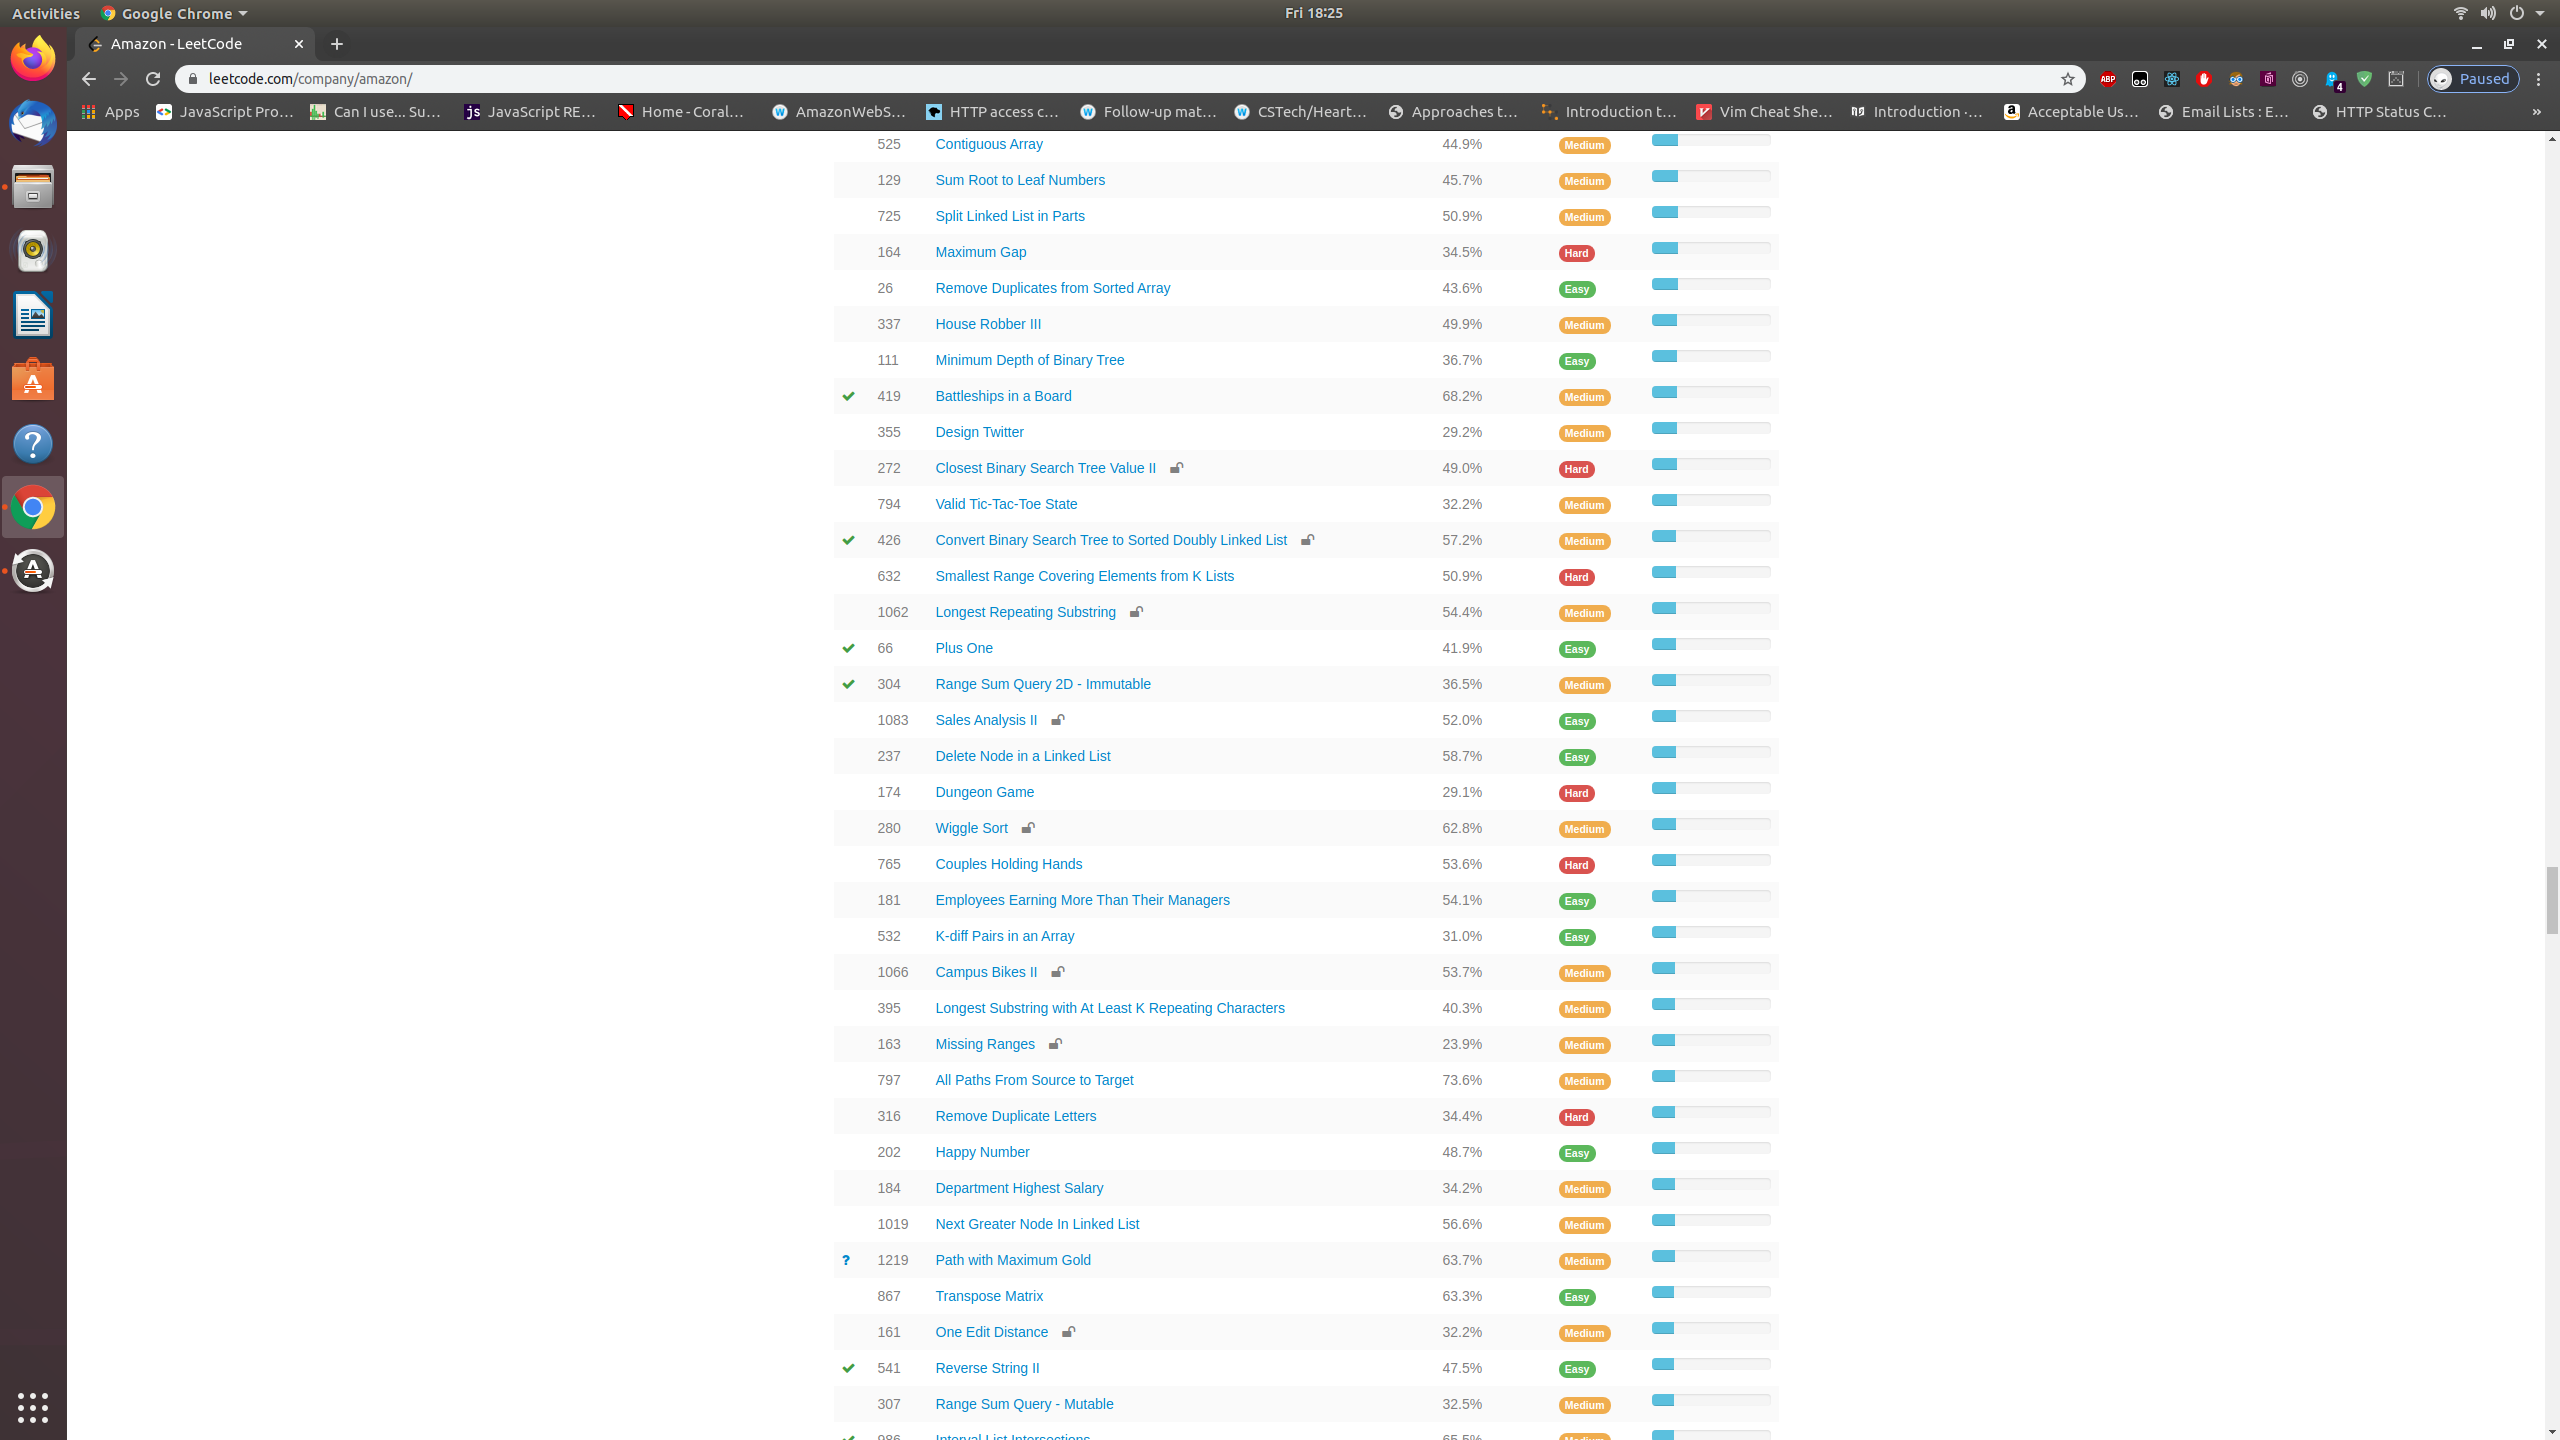 Activities Google Chrome Fri 18:25
Amazon - LeetCode
leetcode.com/company/amazon/ ABP 4 Paused
Apps JavaScript Pro… Can I use... Su… js JavaScript RE… Home - Coral… AmazonWebS… HTTP access c… Follow-up mat… CSTech/Heart… Approaches t… Introduction t… Vim Cheat She… Introduction ·… Acceptable Us… Email Lists : E… HTTP Status C… »
525 Contiguous Array 44.9% Medium
129 Sum Root to Leaf Numbers 45.7% Medium
725 Split Linked List in Parts 50.9% Medium
164 Maximum Gap 34.5% Hard
26 Remove Duplicates from Sorted Array 43.6% Easy
337 House Robber III 49.9% Medium
111 Minimum Depth of Binary Tree 36.7% Easy
419 Battleships in a Board 68.2% Medium
355 Design Twitter 29.2% Medium
272 Closest Binary Search Tree Value II 49.0% Hard
794 Valid Tic-Tac-Toe State 32.2% Medium
426 Convert Binary Search Tree to Sorted Doubly Linked List 57.2% Medium
632 Smallest Range Covering Elements from K Lists 50.9% Hard
1062 Longest Repeating Substring 54.4% Medium
66 Plus One 41.9% Easy
304 Range Sum Query 2D - Immutable 36.5% Medium
1083 Sales Analysis II 52.0% Easy
237 Delete Node in a Linked List 58.7% Easy
174 Dungeon Game 29.1% Hard
280 Wiggle Sort 62.8% Medium
765 Couples Holding Hands 53.6% Hard
181 Employees Earning More Than Their Managers 54.1% Easy
532 K-diff Pairs in an Array 31.0% Easy
1066 Campus Bikes II 53.7% Medium
395 Longest Substring with At Least K Repeating Characters 40.3% Medium
163 Missing Ranges 23.9% Medium
797 All Paths From Source to Target 73.6% Medium
316 Remove Duplicate Letters 34.4% Hard
202 Happy Number 48.7% Easy
184 Department Highest Salary 34.2% Medium
1019 Next Greater Node In Linked List 56.6% Medium
? 1219 Path with Maximum Gold 63.7% Medium
867 Transpose Matrix 63.3% Easy
161 One Edit Distance 32.2% Medium
541 Reverse String II 47.5% Easy
307 Range Sum Query - Mutable 32.5% Medium
986 Interval List Intersections 65.5% Medium